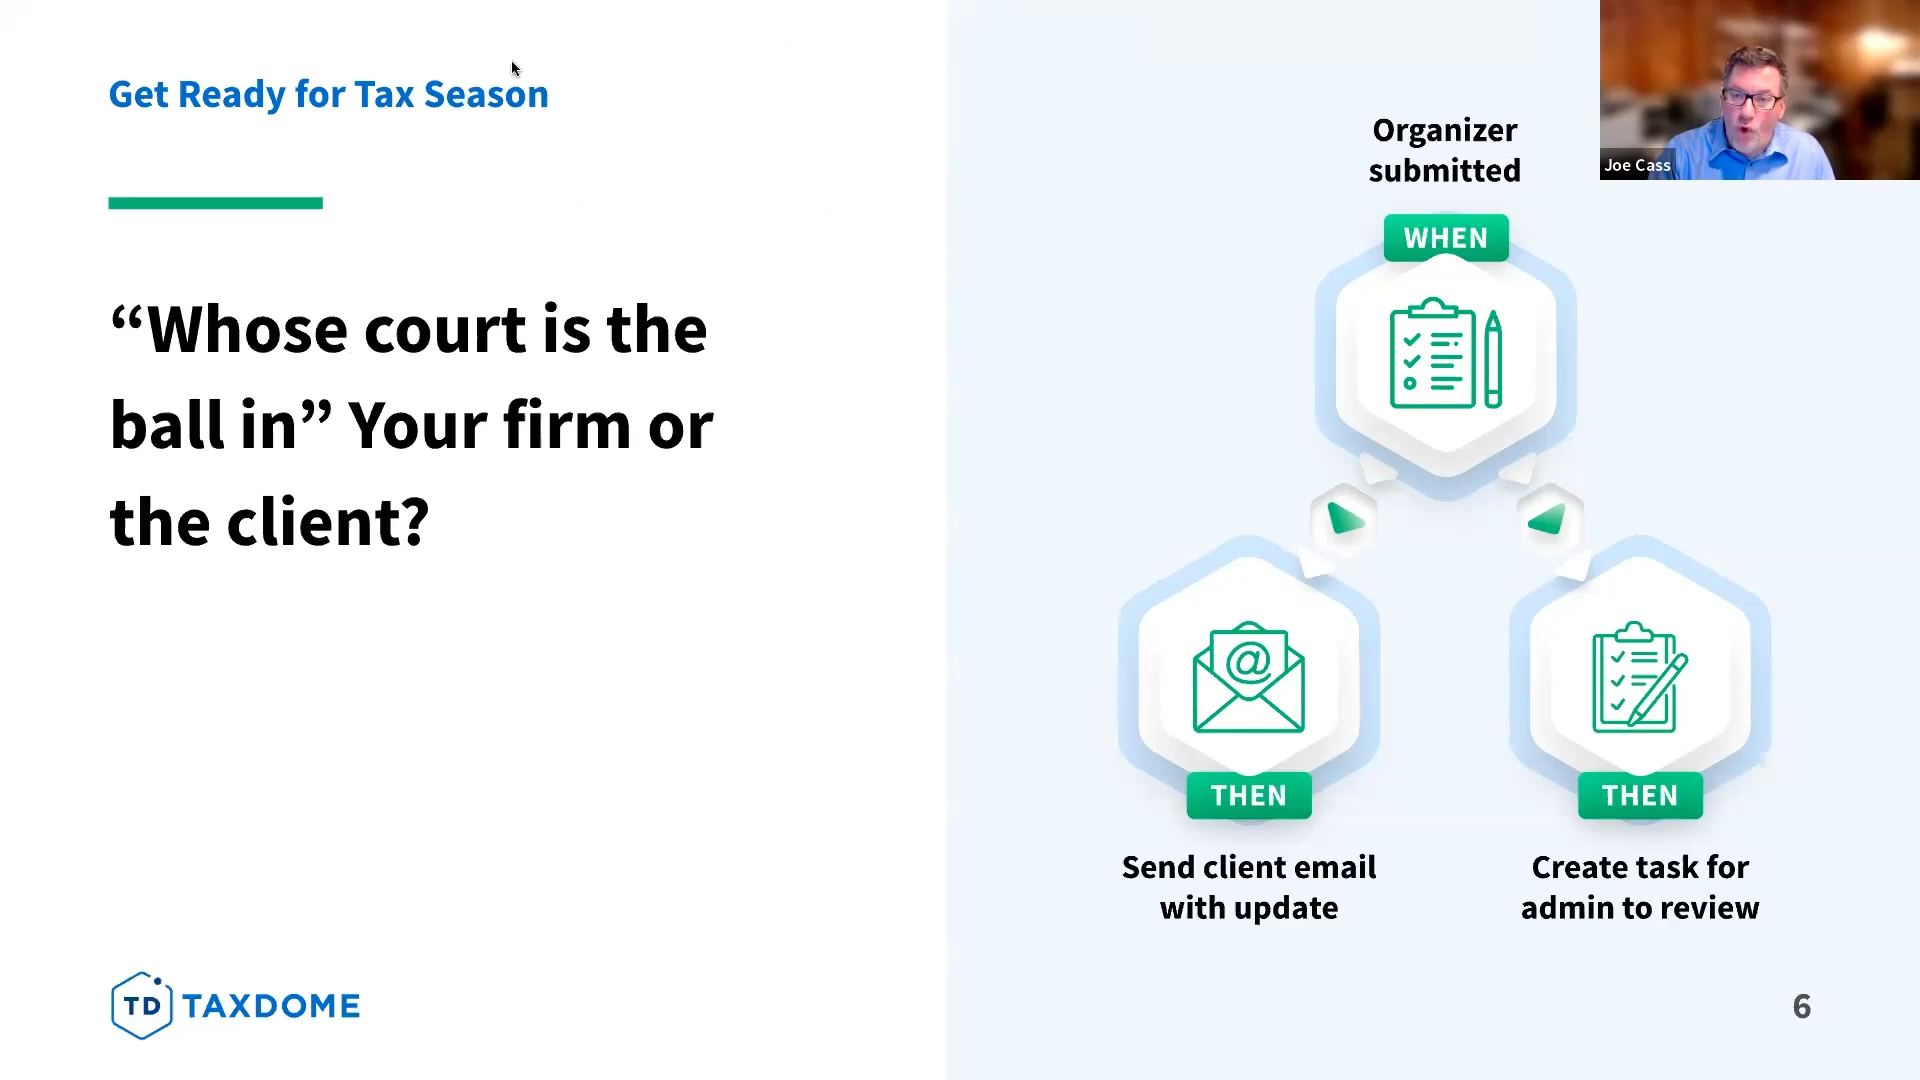 Get Ready for Tax Season
“Whose court is the
ball in” Your firm or
the client?
Organizer
submitted
WHEN
THEN
Send client email
with update
THEN
Create task for
admin to review
Joe Cass
TD TAXDOME
6